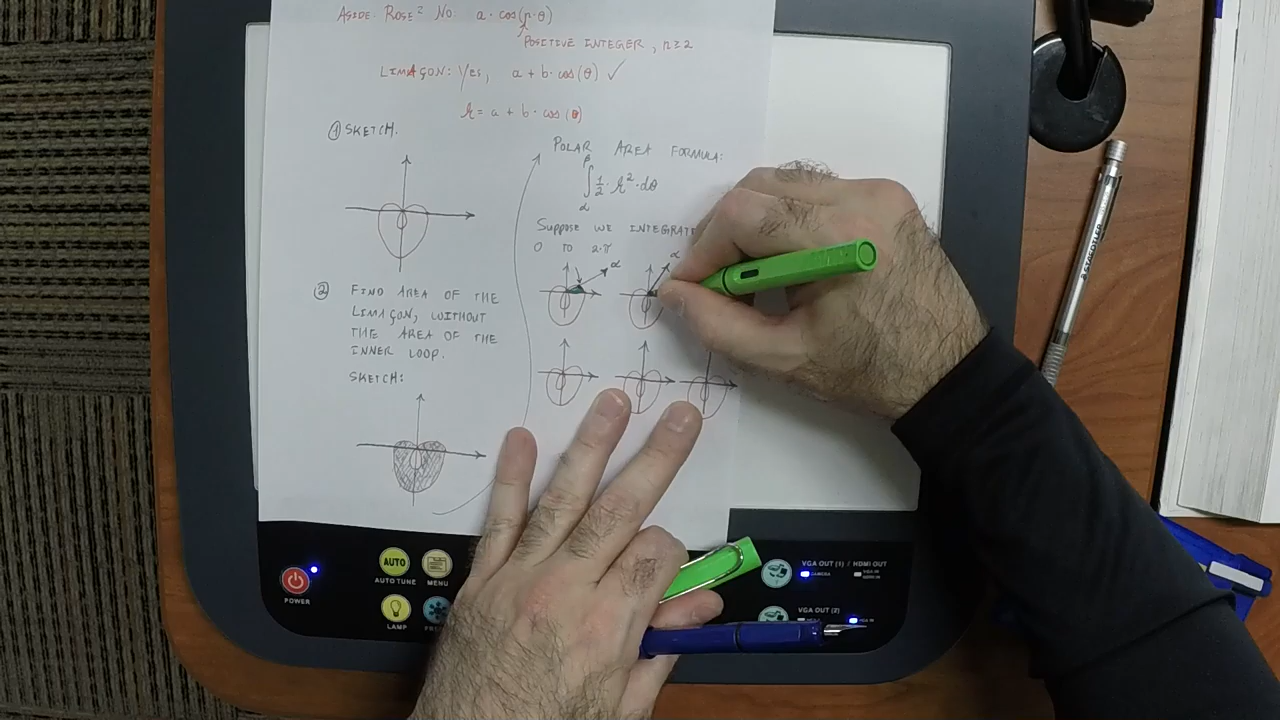 ASIDE: ROSE? NO: a · cos(n·θ)
POSITIVE INTEGER, n≥2
LIMAÇON: YES, a + b · cos(θ) ✓
r = a + b · cos(θ)
① SKETCH.
② FIND AREA OF THE
LIMAÇON, WITHOUT
THE AREA OF THE
INNER LOOP.
SKETCH:
POLAR AREA FORMULA:
β
∫ 1/2 · r² · dθ
α
SUPPOSE WE INTEGRATE
0 TO 2·π
α
α
POWER
AUTO
AUTO TUNE
MENU
LAMP
VGA OUT (1) / HDMI OUT
CAMERA
VGA OUT (2)
STAEDTLER